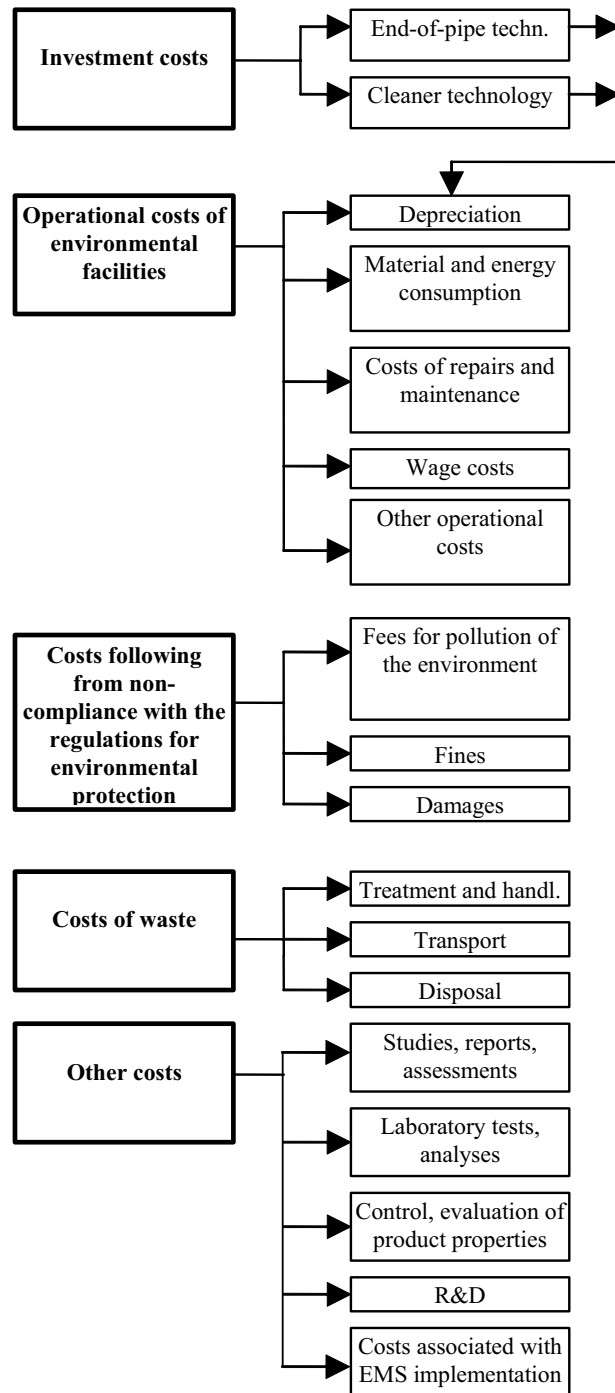 Investment costs
End-of-pipe techn.
Cleaner technology
Operational costs of
environmental
facilities
Depreciation
Material and energy
consumption
Costs of repairs and
maintenance
Wage costs
Other operational
costs
Costs following
from non-
compliance with the
regulations for
environmental
protection
Fees for pollution of
the environment
Fines
Damages
Costs of waste
Treatment and handl.
Transport
Disposal
Other costs
Studies, reports,
assessments
Laboratory tests,
analyses
Control, evaluation of
product properties
R&D
Costs associated with
EMS implementation